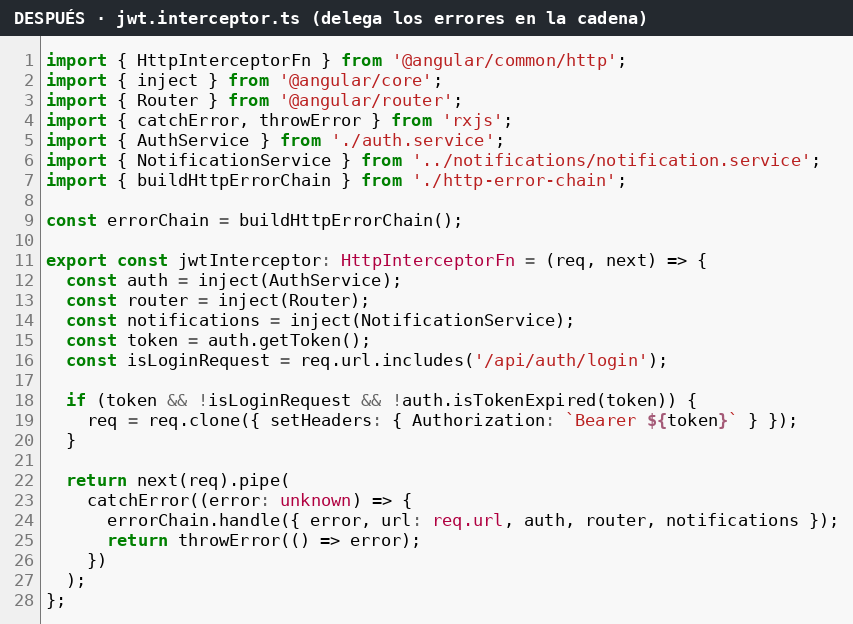 DESPUÉS · jwt.interceptor.ts (delega los errores en la cadena)
1 import { HttpInterceptorFn } from '@angular/common/http';
2 import { inject } from '@angular/core';
3 import { Router } from '@angular/router';
4 import { catchError, throwError } from 'rxjs';
5 import { AuthService } from './auth.service';
6 import { NotificationService } from '../notifications/notification.service';
7 import { buildHttpErrorChain } from './http-error-chain';
8
9 const errorChain = buildHttpErrorChain();
10
11 export const jwtInterceptor: HttpInterceptorFn = (req, next) => {
12   const auth = inject(AuthService);
13   const router = inject(Router);
14   const notifications = inject(NotificationService);
15   const token = auth.getToken();
16   const isLoginRequest = req.url.includes('/api/auth/login');
17
18   if (token && !isLoginRequest && !auth.isTokenExpired(token)) {
19     req = req.clone({ setHeaders: { Authorization: `Bearer ${token}` } });
20   }
21
22   return next(req).pipe(
23     catchError((error: unknown) => {
24       errorChain.handle({ error, url: req.url, auth, router, notifications });
25       return throwError(() => error);
26     })
27   );
28 };